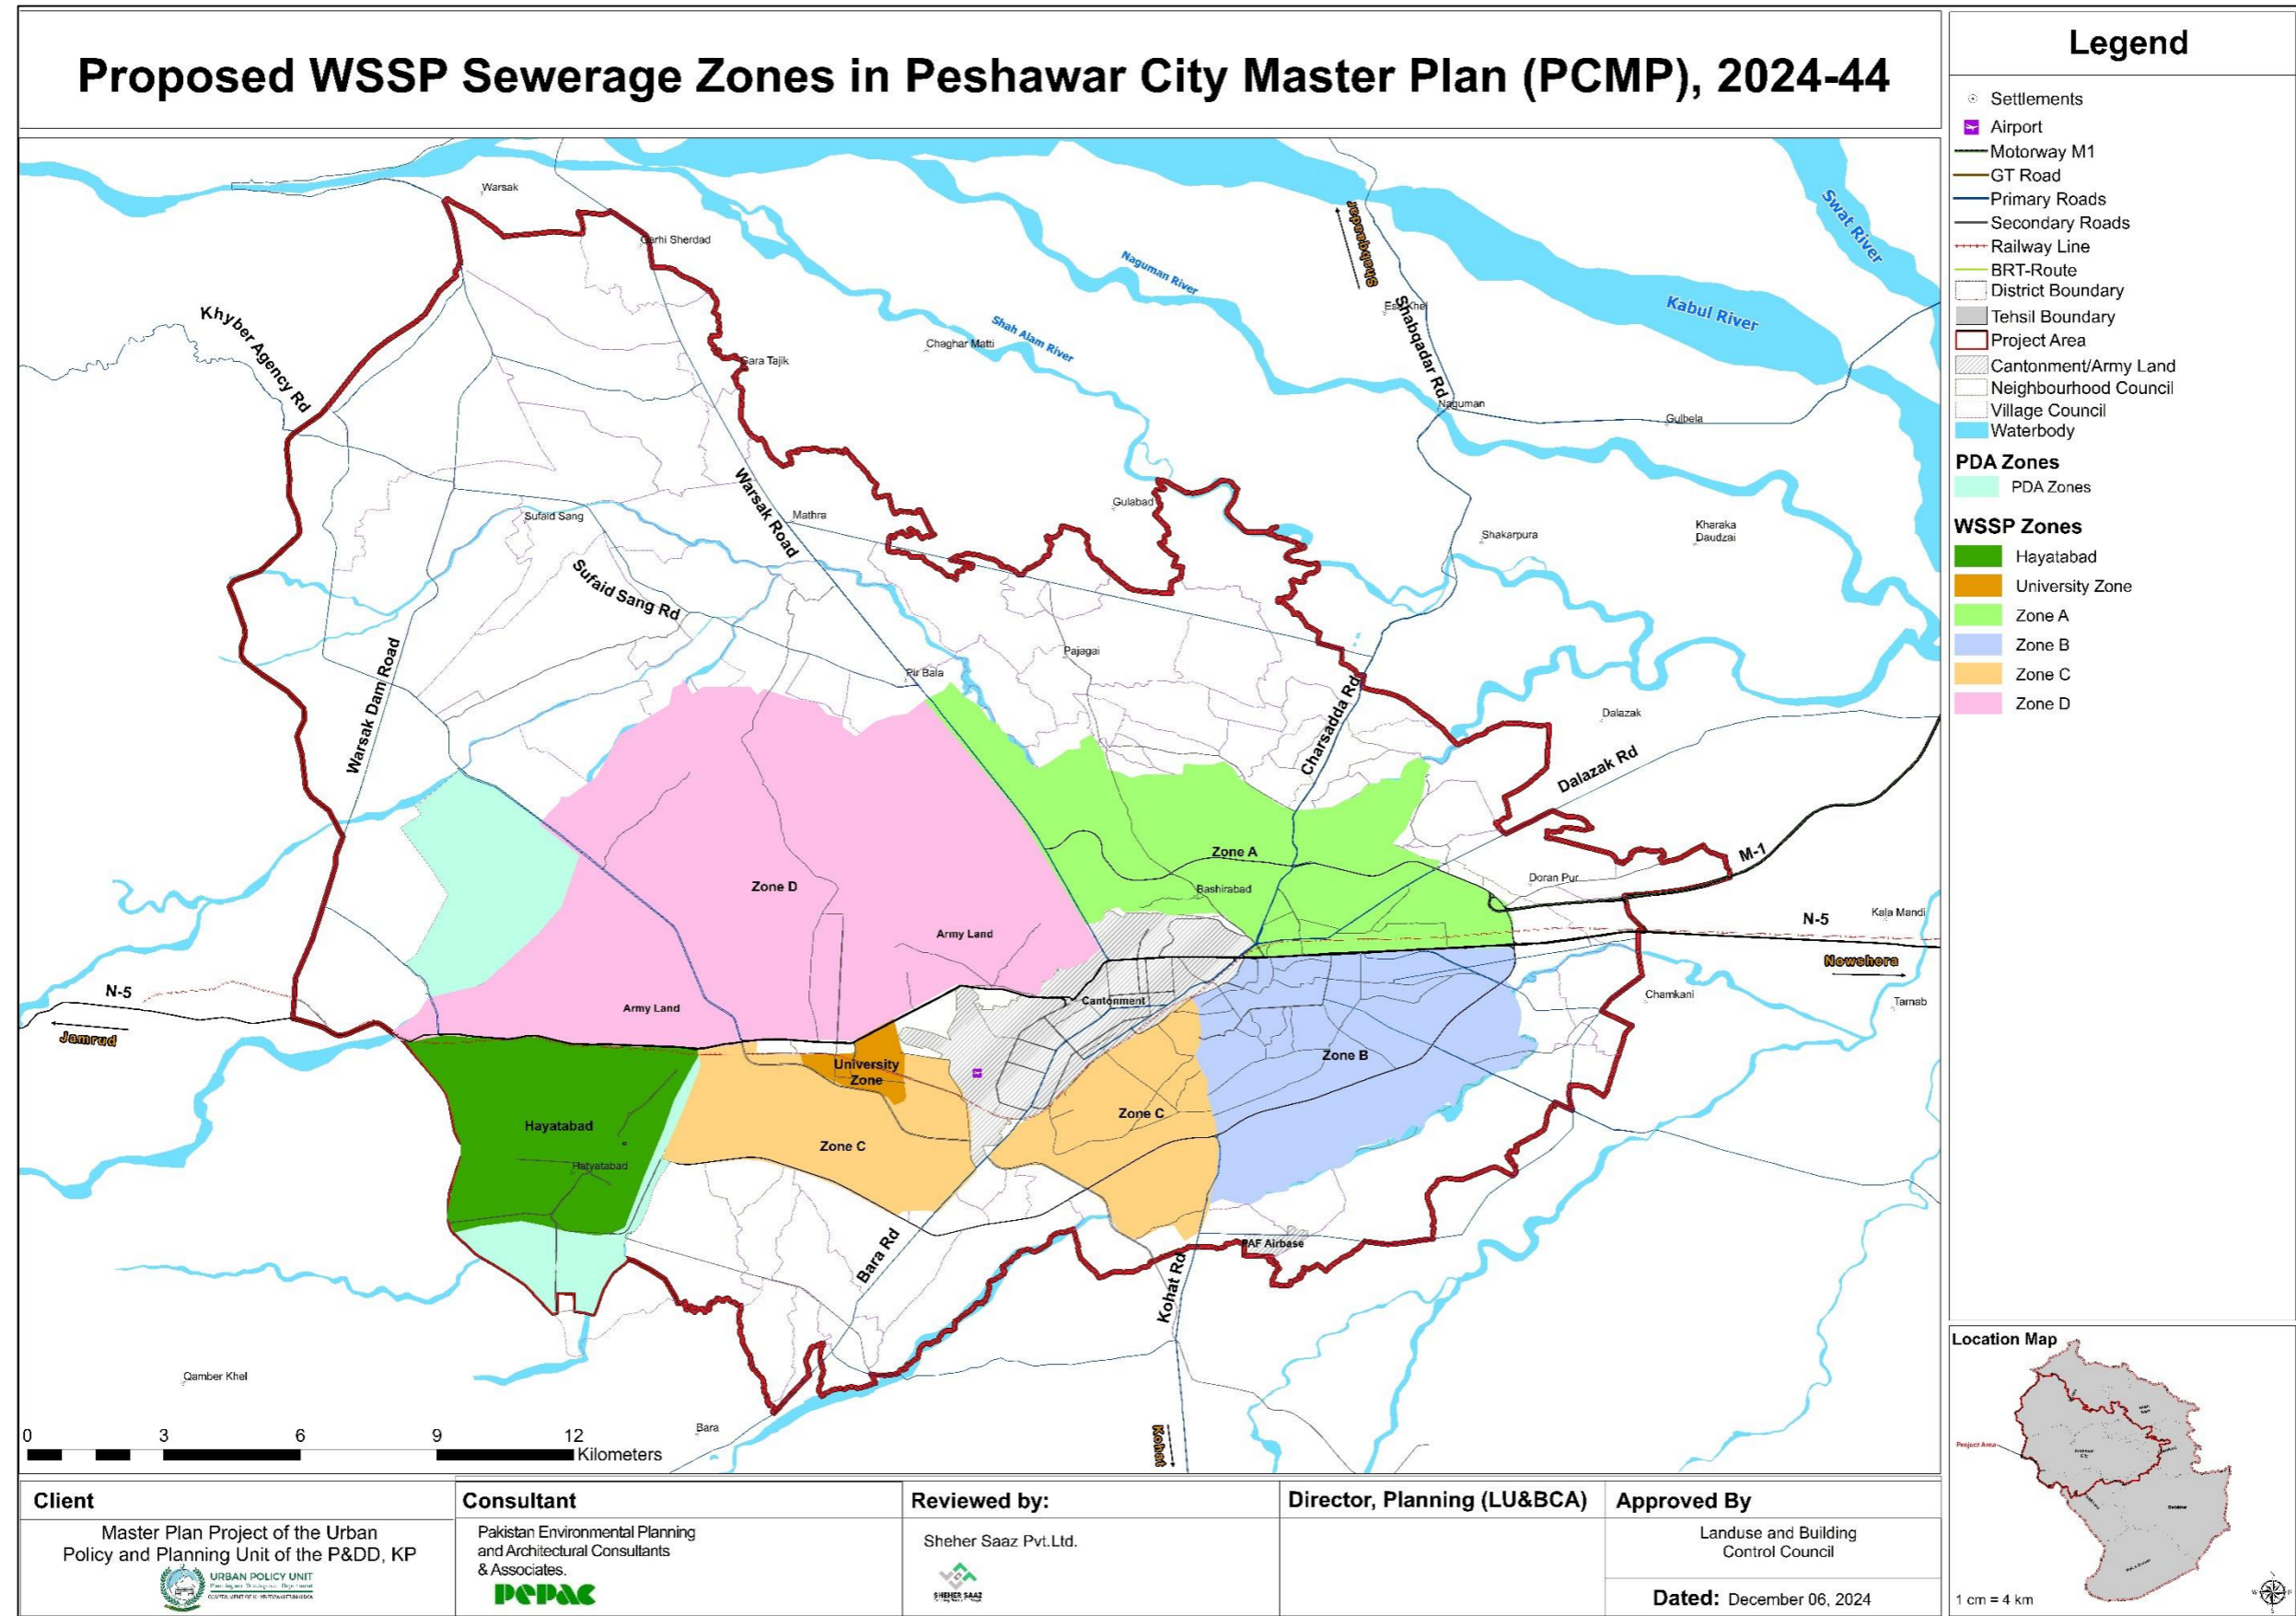 Proposed WSSP Sewerage Zones in Peshawar City Master Plan (PCMP), 2024-44
Legend
Settlements
Airport
Motorway M1
GT Road
Primary Roads
Secondary Roads
Railway Line
BRT-Route
District Boundary
Tehsil Boundary
Project Area
Cantonment/Army Land
Neighbourhood Council
Village Council
Waterbody
PDA Zones
PDA Zones
WSSP Zones
Hayatabad
University Zone
Zone A
Zone B
Zone C
Zone D
Warsak
Garhi Sherdad
Shabqadar
Swat River
Naguman River
Khyber Agency Rd
Shah Alam River
Chaghar Matti
Gara Tajik
Esa Khel
Shabqadar Rd
Kabul River
Naguman
Gulbela
Warsak Road
Mathra
Gulabad
Sufaid Sang
Shakarpura
Kharaka
Daudzai
Sufaid Sang Rd
Pajagai
Pir Bala
Warsak Dam Road
Charsadda Rd
Dalazak
Dalazak Rd
Zone A
M-1
Zone D
Bashirabad
Doran Pur
Army Land
N-5
Kala Mandi
Nowshera
N-5
Army Land
Cantonment
Chamkani
Tarnab
Jamrud
University
Zone
Zone B
Hayatabad
Zone C
Zone C
Hatyatabad
Bara Rd
PAF Airbase
Kohat Rd
Qamber Khel
Bara
Kohat
0 3 6 9 12
Kilometers
Location Map
Project Area
1 cm = 4 km
Client
Master Plan Project of the Urban
Policy and Planning Unit of the P&DD, KP
URBAN POLICY UNIT
Consultant
Pakistan Environmental Planning
and Architectural Consultants
& Associates.
PEPAC
Reviewed by:
Sheher Saaz Pvt.Ltd.
SHEHER SAAZ
Director, Planning (LU&BCA)
Approved By
Landuse and Building
Control Council
Dated: December 06, 2024